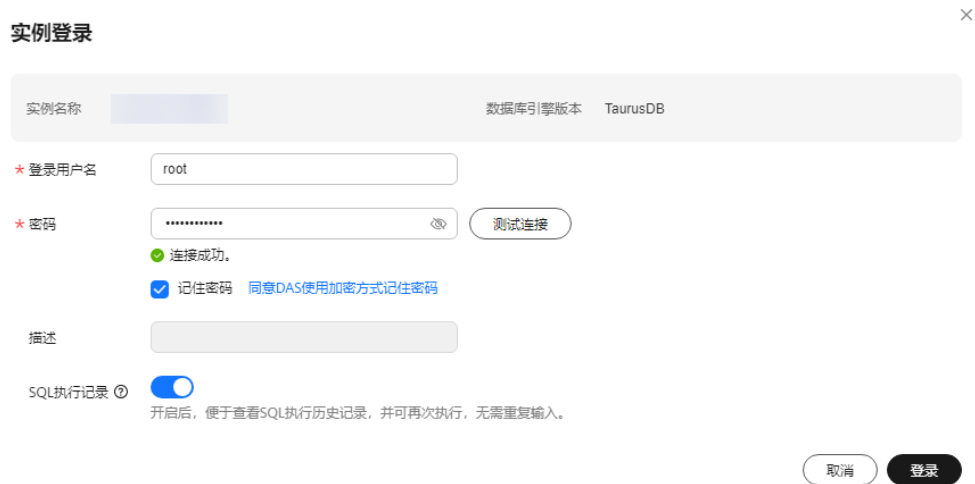 实例登录
实例名称 数据库引擎版本 TaurusDB
* 登录用户名 root
* 密码 •••••••••••• 测试连接
连接成功。
记住密码 同意DAS使用加密方式记住密码
描述
SQL执行记录
开启后，便于查看SQL执行历史记录，并可再次执行，无需重复输入。
取消 登录